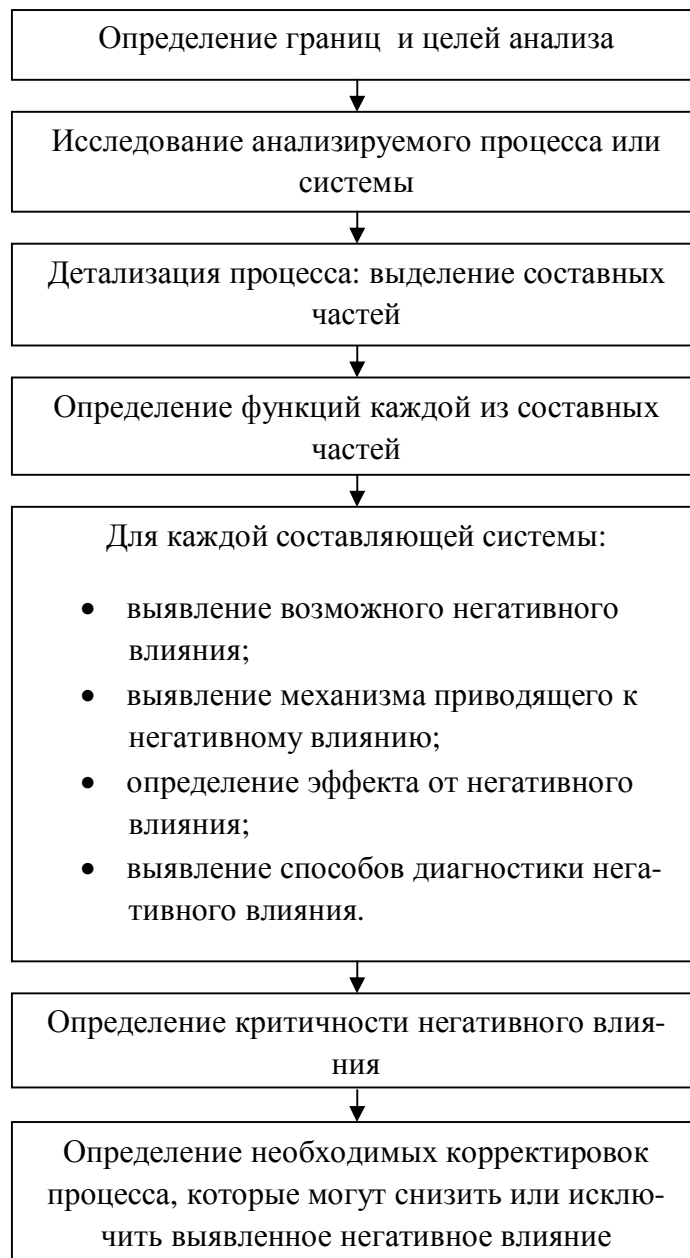 Определение границ и целей анализа
Исследование анализируемого процесса или
системы
Детализация процесса: выделение составных
частей
Определение функций каждой из составных
частей
Для каждой составляющей системы:
• выявление возможного негативного
влияния;
• выявление механизма приводящего к
негативному влиянию;
• определение эффекта от негативного
влияния;
• выявление способов диагностики нега-
тивного влияния.
Определение критичности негативного влия-
ния
Определение необходимых корректировок
процесса, которые могут снизить или исклю-
чить выявленное негативное влияние